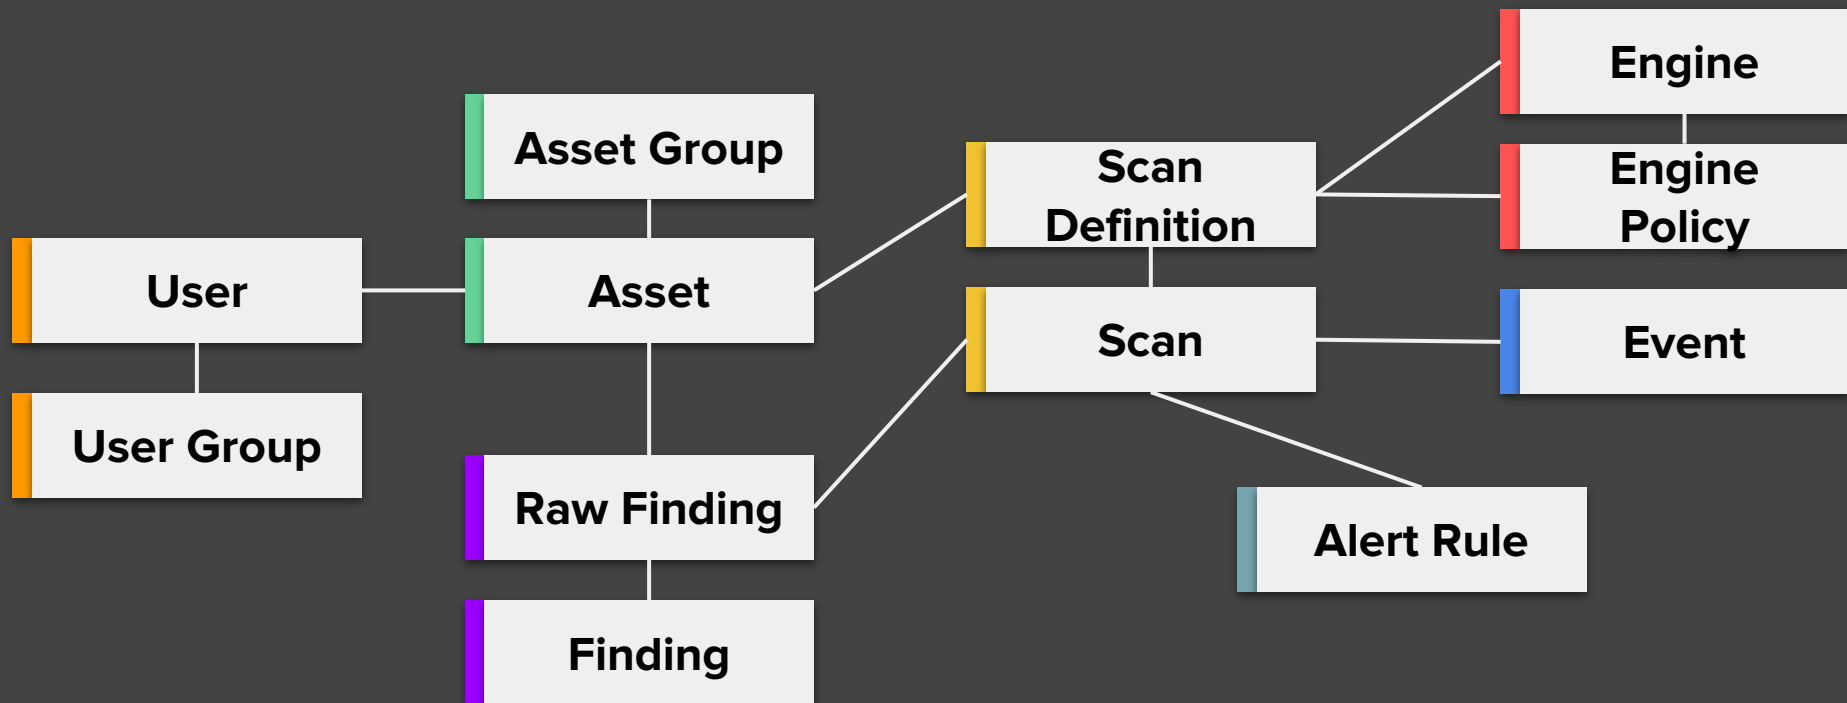 Engine
Asset Group
Scan
Definition
Engine
Policy
User
Asset
Scan
Event
User Group
Raw Finding
Alert Rule
Finding